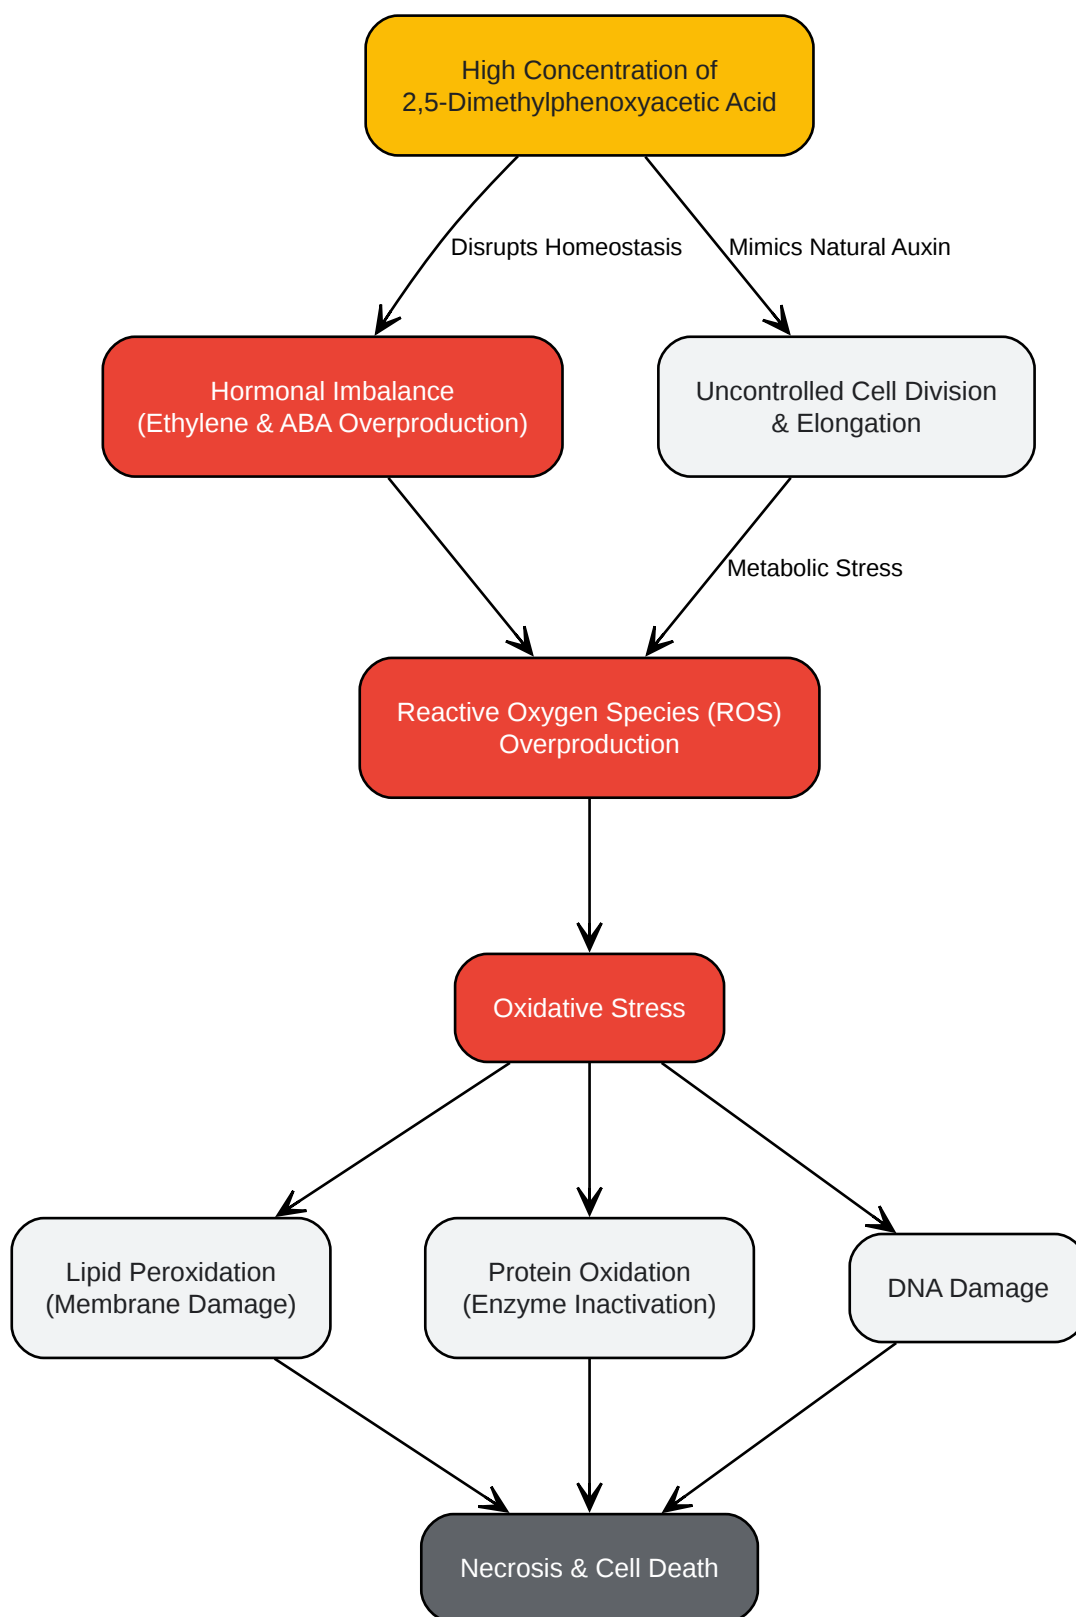 High Concentration of
2,5-Dimethylphenoxyacetic Acid
Disrupts Homeostasis
Mimics Natural Auxin
Hormonal Imbalance
(Ethylene & ABA Overproduction)
Uncontrolled Cell Division
& Elongation
Metabolic Stress
Reactive Oxygen Species (ROS)
Overproduction
Oxidative Stress
Lipid Peroxidation
(Membrane Damage)
Protein Oxidation
(Enzyme Inactivation)
DNA Damage
Necrosis & Cell Death